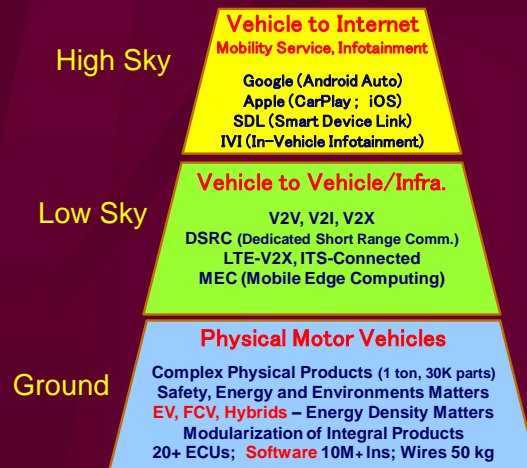 Vehicle to Internet
Mobility Service, Infotainment
High Sky
Google (Android Auto)
Apple (CarPlay ; iOS)
SDL (Smart Device Link)
IVI (In-Vehicle Infotainment)
Vehicle to Vehicle/Infra.
Low Sky
V2V, V2I, V2X
DSRC (Dedicated Short Range Comm.)
LTE-V2X, ITS-Connected
MEC (Mobile Edge Computing)
Physical Motor Vehicles
Ground
Complex Physical Products (1 ton, 30K parts)
Safety, Energy and Environments Matters
EV, FCV, Hybrids – Energy Density Matters
Modularization of Integral Products
20+ ECUs; Software 10M+ Ins; Wires 50 kg